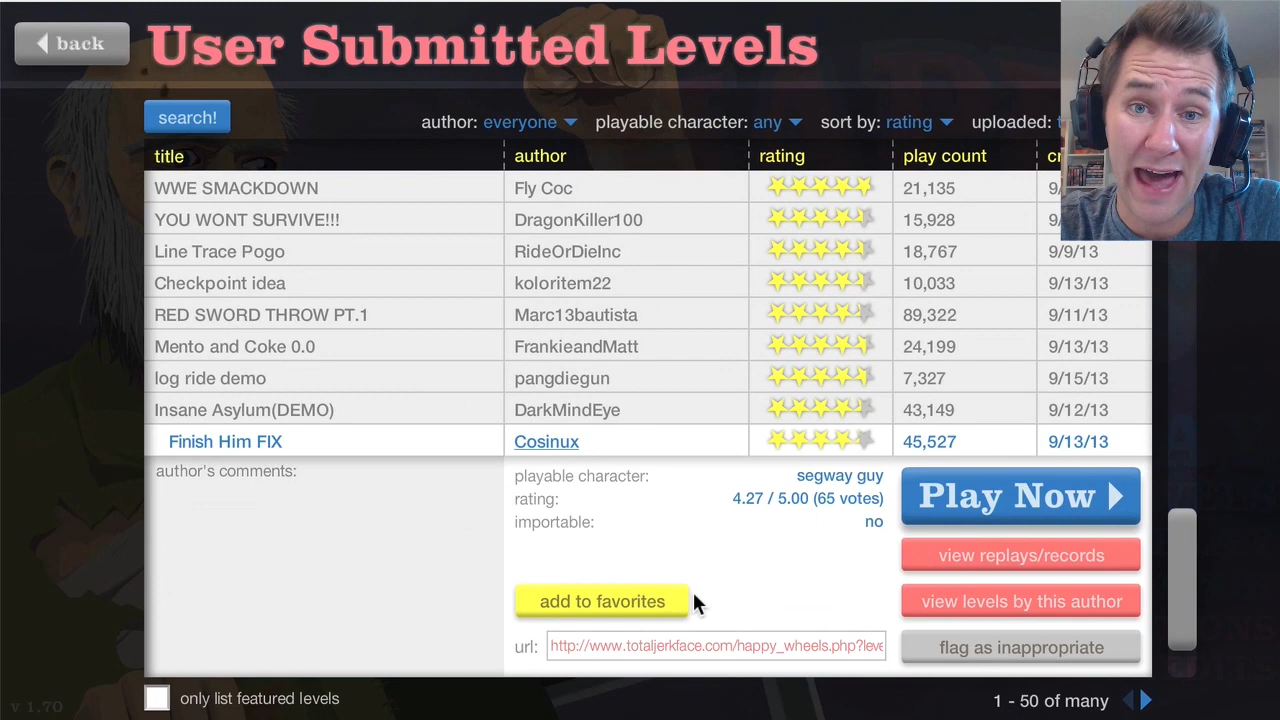 back
User Submitted Levels
search!
author: everyone playable character: any sort by: rating uploaded:
title author rating play count
WWE SMACKDOWN Fly Coc 21,135 9/
YOU WONT SURVIVE!!! DragonKiller100 15,928 9/
Line Trace Pogo RideOrDieInc 18,767 9/9/13
Checkpoint idea koloritem22 10,033 9/13/13
RED SWORD THROW PT.1 Marc13bautista 89,322 9/11/13
Mento and Coke 0.0 FrankieandMatt 24,199 9/13/13
log ride demo pangdiegun 7,327 9/15/13
Insane Asylum(DEMO) DarkMindEye 43,149 9/12/13
Finish Him FIX Cosinux 45,527 9/13/13
author's comments:
playable character: segway guy
rating: 4.27 / 5.00 (65 votes)
importable: no
Play Now
view replays/records
add to favorites
view levels by this author
url: http://www.totaljerkface.com/happy_wheels.php?leve
flag as inappropriate
only list featured levels
1 - 50 of many
v 1.70